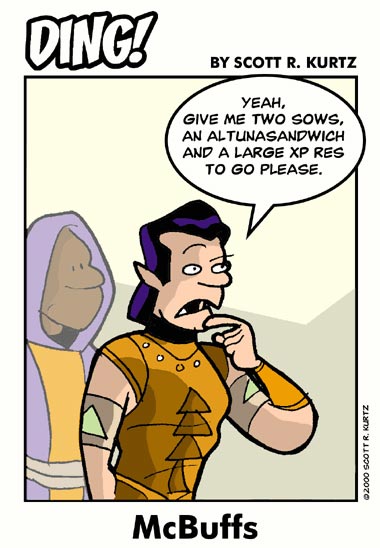 DING!
BY SCOTT R. KURTZ
YEAH,
GIVE ME TWO SOWS,
AN ALTUNASANDWICH
AND A LARGE XP RES
TO GO PLEASE.
©2000 SCOTT R. KURTZ
McBuffs